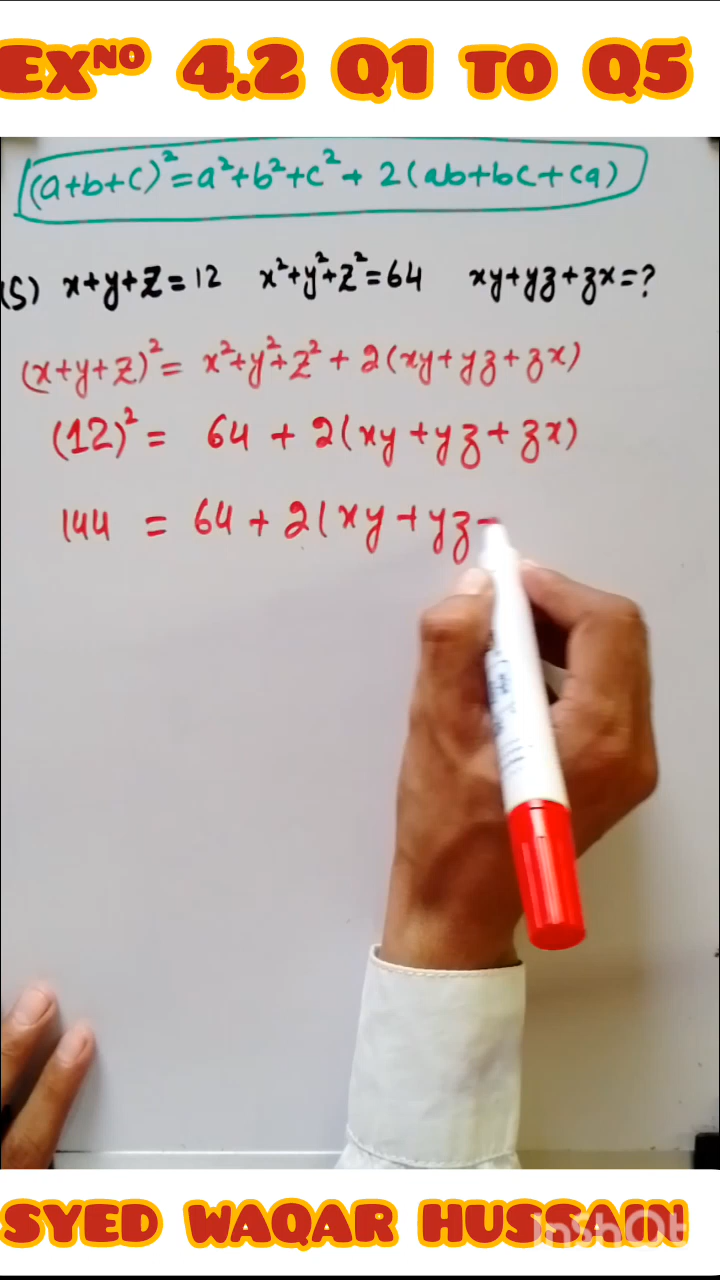 EXᴺᴼ 4.2 Q1 TO Q5
(a+b+c)²=a²+b²+c²+ 2(ab+bc+ca)
(5) x+y+z=12 x²+y²+z²=64 xy+yz+zx=?
(x+y+z)²= x²+y²+z²+2(xy+yz+zx)
(12)²= 64 + 2(xy+yz+zx)
144 = 64+2(xy+yz+
SYED WAQAR HUSSAIN
InShOt